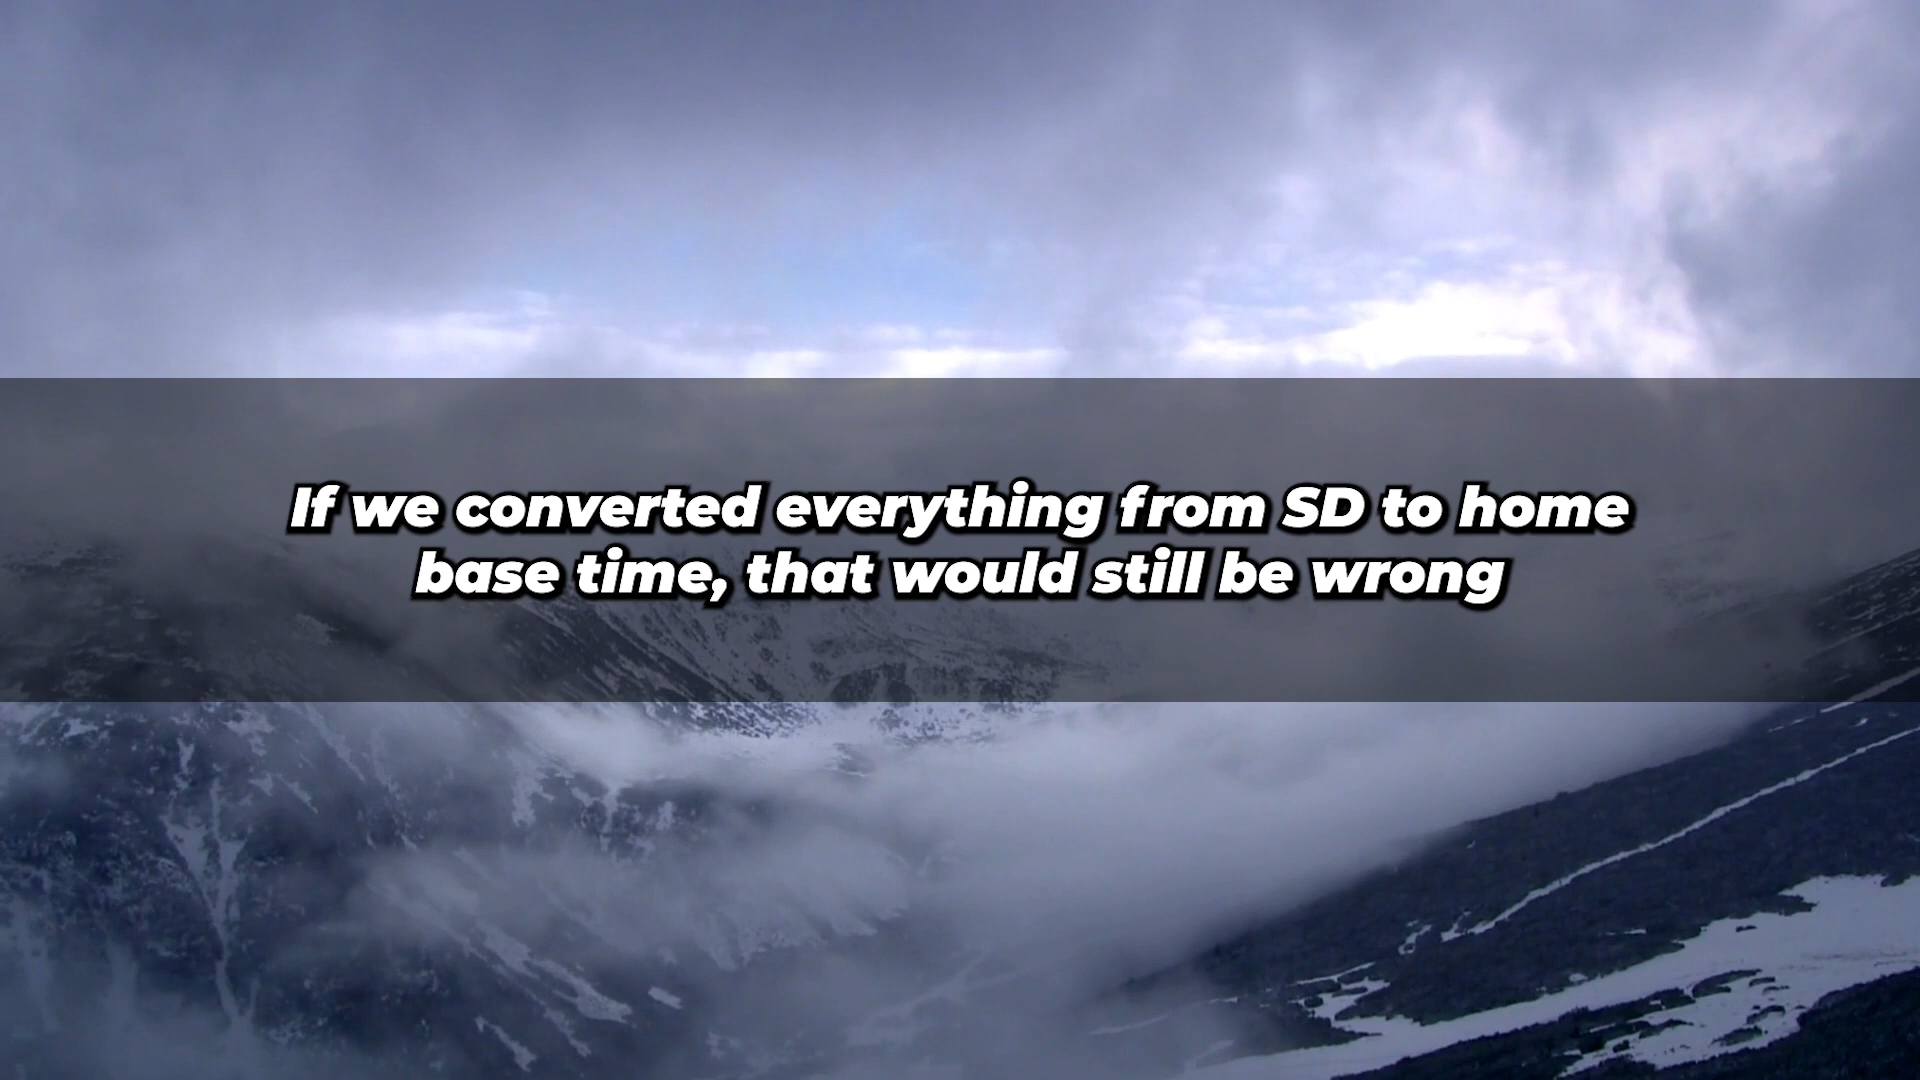 If we converted everything from SD to home
base time, that would still be wrong